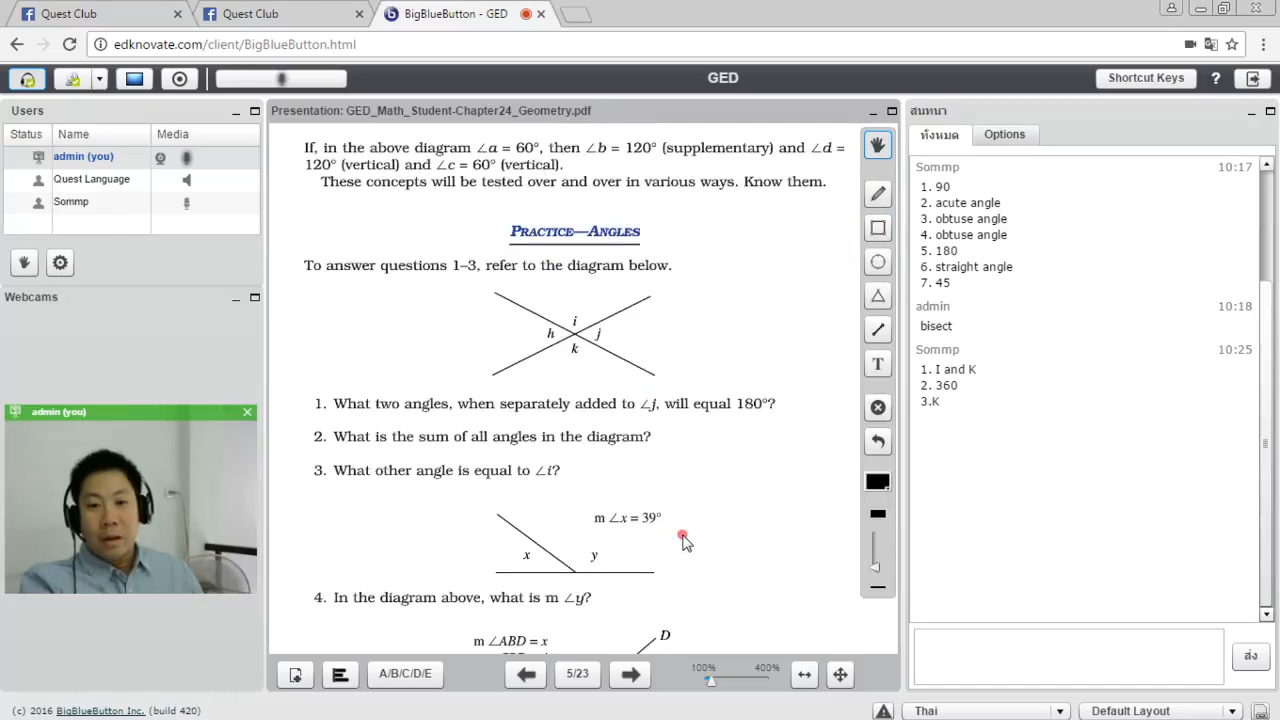 Quest Club
Quest Club
BigBlueButton - GED
edknovate.com/client/BigBlueButton.html
GED
Shortcut Keys
?
Users
Status Name Media
admin (you)
Quest Language
Sommp
Webcams
admin (you)
Presentation: GED_Math_Student-Chapter24_Geometry.pdf
If, in the above diagram ∠a = 60°, then ∠b = 120° (supplementary) and ∠d =
120° (vertical) and ∠c = 60° (vertical).
These concepts will be tested over and over in various ways. Know them.
PRACTICE—ANGLES
To answer questions 1–3, refer to the diagram below.
i
h j
k
1. What two angles, when separately added to ∠j, will equal 180°?
2. What is the sum of all angles in the diagram?
3. What other angle is equal to ∠i?
m ∠x = 39°
x y
4. In the diagram above, what is m ∠y?
D
m ∠ABD = x
T
A/B/C/D/E
5/23
100% 400%
สนทนา
ทั้งหมด Options
Sommp 10:17
1. 90
2. acute angle
3. obtuse angle
4. obtuse angle
5. 180
6. straight angle
7. 45
admin 10:18
bisect
Sommp 10:25
1. I and K
2. 360
3.K
ส่ง
(c) 2016 BigBlueButton Inc. (build 420)
Thai
Default Layout